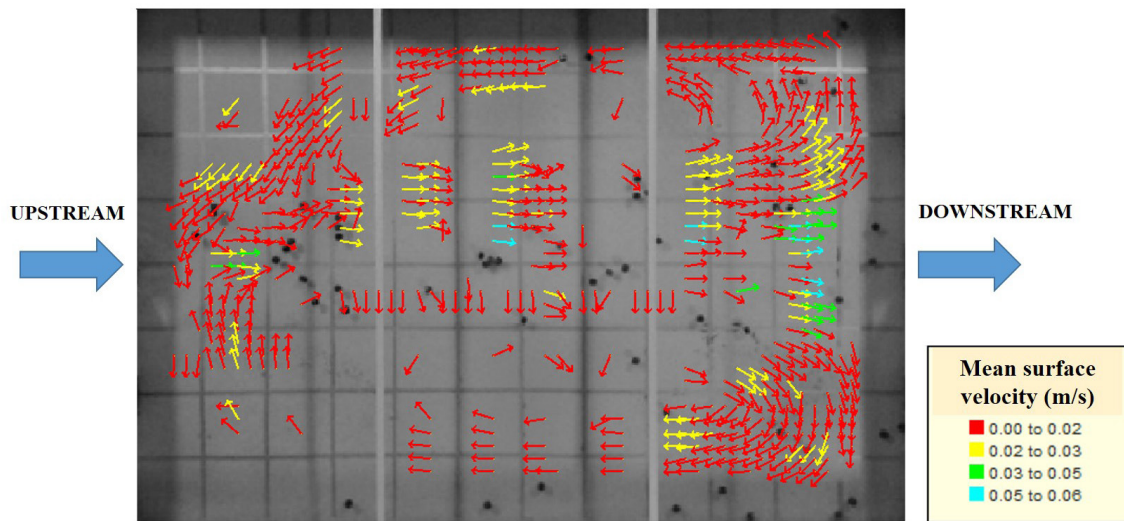 UPSTREAM
DOWNSTREAM
Mean surface
velocity (m/s)
0.00 to 0.02
0.02 to 0.03
0.03 to 0.05
0.05 to 0.06